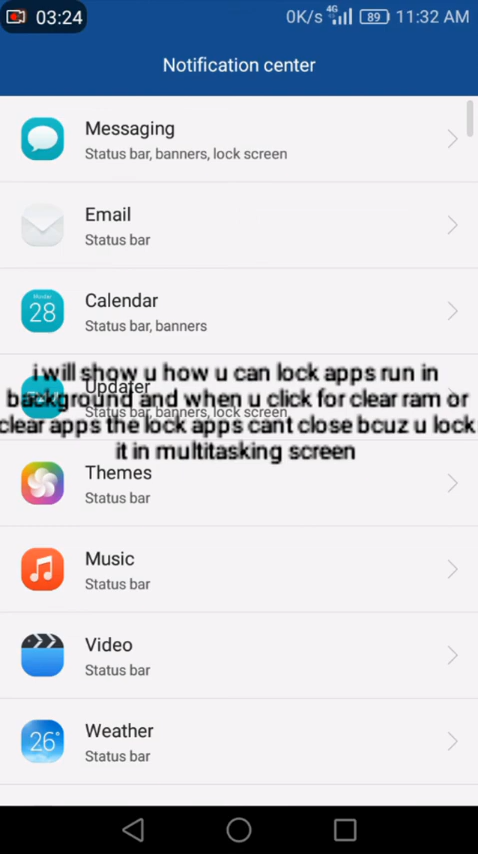 03:24
0K/s 4G 89 11:32 AM
Notification center
Messaging
Status bar, banners, lock screen
Email
Status bar
Monday
28
Calendar
Status bar, banners
i will show u how u can lock apps run in
Updater
background and when u click for clear ram or
Status bar, banners, lock screen
clear apps the lock apps cant close bcuz u lock
it in multitasking screen
Themes
Status bar
Music
Status bar
Video
Status bar
26°
Weather
Status bar